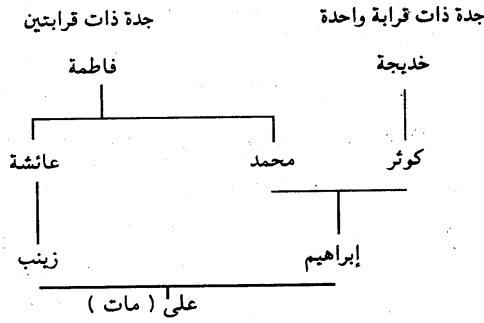 جدة ذات قرابة واحدة جدة ذات قرابتين
خديجة فاطمة
كوثر محمد عائشة
إبراهيم زينب
على ( مات )